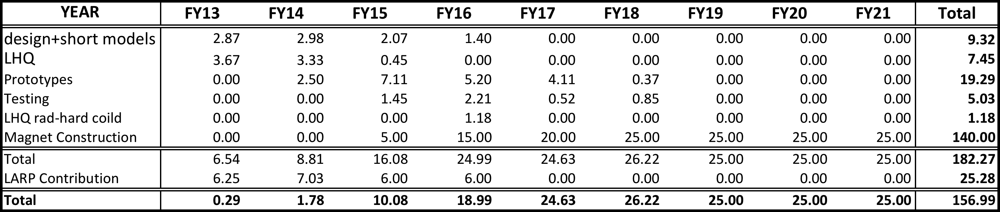 YEAR FY13 FY14 FY15 FY16 FY17 FY18 FY19 FY20 FY21 Total
design+short models 2.87 2.98 2.07 1.40 0.00 0.00 0.00 0.00 0.00 9.32
LHQ 3.67 3.33 0.45 0.00 0.00 0.00 0.00 0.00 0.00 7.45
Prototypes 0.00 2.50 7.11 5.20 4.11 0.37 0.00 0.00 0.00 19.29
Testing 0.00 0.00 1.45 2.21 0.52 0.85 0.00 0.00 0.00 5.03
LHQ rad-hard coild 0.00 0.00 0.00 1.18 0.00 0.00 0.00 0.00 0.00 1.18
Magnet Construction 0.00 0.00 5.00 15.00 20.00 25.00 25.00 25.00 25.00 140.00
Total 6.54 8.81 16.08 24.99 24.63 26.22 25.00 25.00 25.00 182.27
LARP Contribution 6.25 7.03 6.00 6.00 0.00 0.00 0.00 0.00 0.00 25.28
Total 0.29 1.78 10.08 18.99 24.63 26.22 25.00 25.00 25.00 156.99